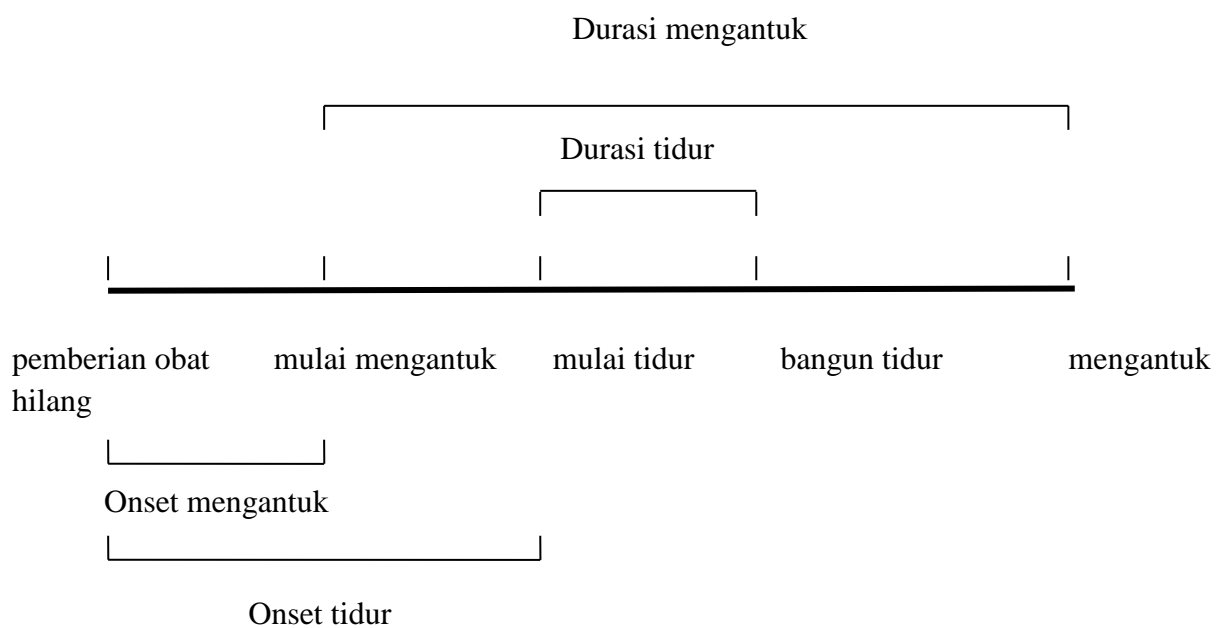 Durasi mengantuk
Durasi tidur
pemberian obat mulai mengantuk mulai tidur bangun tidur mengantuk
hilang
Onset mengantuk
Onset tidur